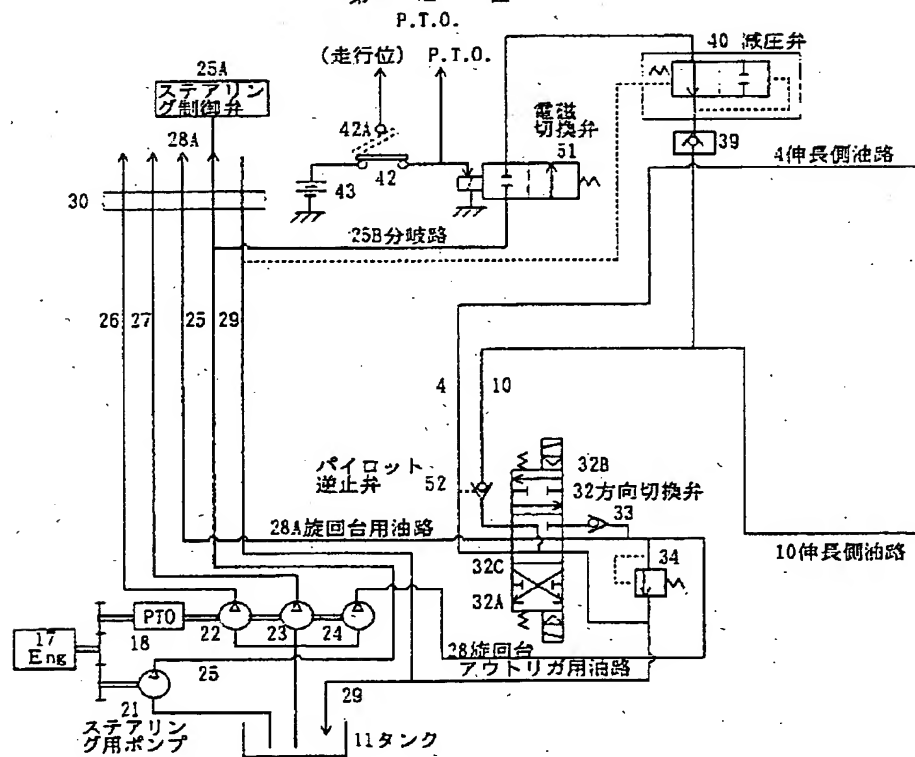 P.T.O.
(走行位) P.T.O.
40 減圧弁
25A
ステアリン
グ制御弁
電磁
切換弁
51
28A
42A
39
43
42
4伸長側油路
30
25B分岐路
26
27
25
29
4
10
パイロット
逆止弁
52
32B
32方向切換弁
33
28A旋回台用油路
10伸長側油路
32C
34
32A
PTO
17
Eng
18
22
23
24
28旋回台
アウトリガ用油路
25
29
21
ステアリン
グ用ポンプ
11タンク